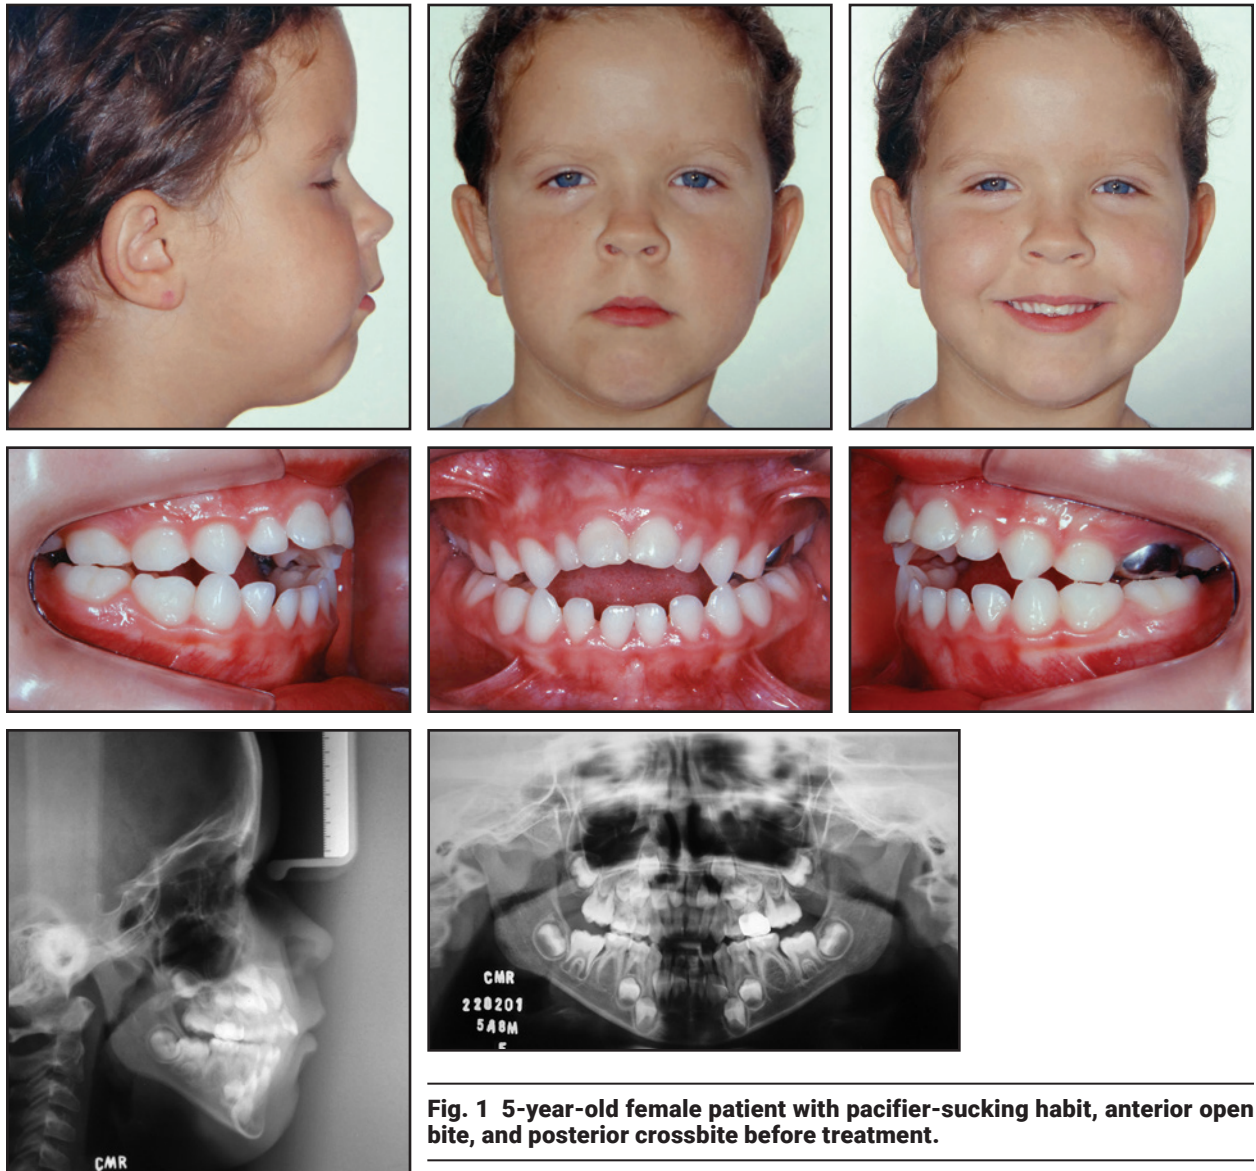 CMR
220201
5A8M
F
CMR
Fig. 1 5-year-old female patient with pacifier-sucking habit, anterior open
bite, and posterior crossbite before treatment.